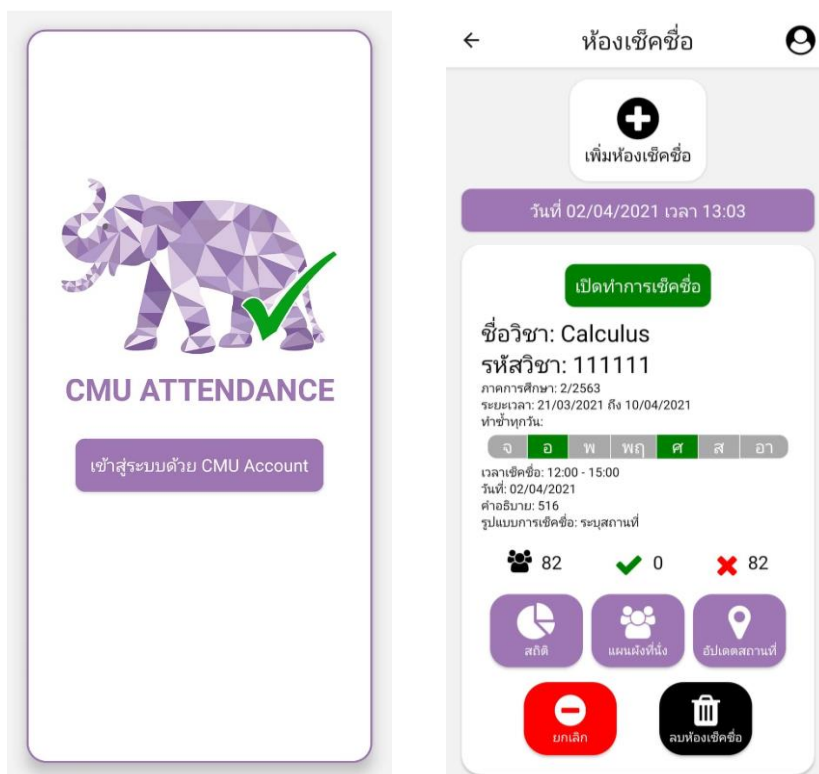 CMU ATTENDANCE
เข้าสู่ระบบด้วย CMU Account
ห้องเช็คชื่อ
เพิ่มห้องเช็คชื่อ
วันที่ 02/04/2021 เวลา 13:03
เปิดทำการเช็คชื่อ
ชื่อวิชา: Calculus
รหัสวิชา: 111111
ภาคการศึกษา: 2/2563
ระยะเวลา: 21/03/2021 ถึง 10/04/2021
ทำซ้ำทุกวัน:
จ อ พ พฤ ศ ส อา
เวลาเช็คชื่อ: 12:00 - 15:00
วันที่: 02/04/2021
คำอธิบาย: 516
รูปแบบการเช็คชื่อ: ระบุสถานที่
82 0 82
สถิติ แผนผังที่นั่ง อัปเดตสถานที่
ยกเลิก ลบห้องเช็คชื่อ